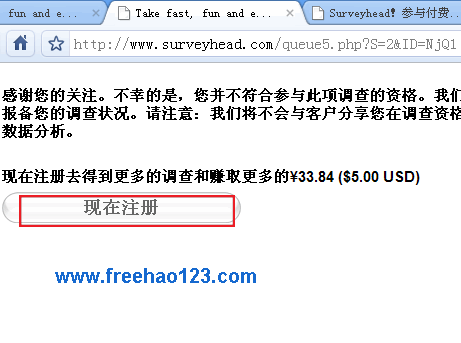 fun and e...
Take fast, fun and e...
Surveyhead! 参与付费...
http://www.surveyhead.com/queue5.php?S=2&ID=NjQ1
感谢您的关注。不幸的是，您并不符合参与此项调查的资格。我们
报备您的调查状况。请注意：我们将不会与客户分享您在调查资格
数据分析。
现在注册去得到更多的调查和赚取更多的¥33.84 ($5.00 USD)
现在注册
www.freehao123.com